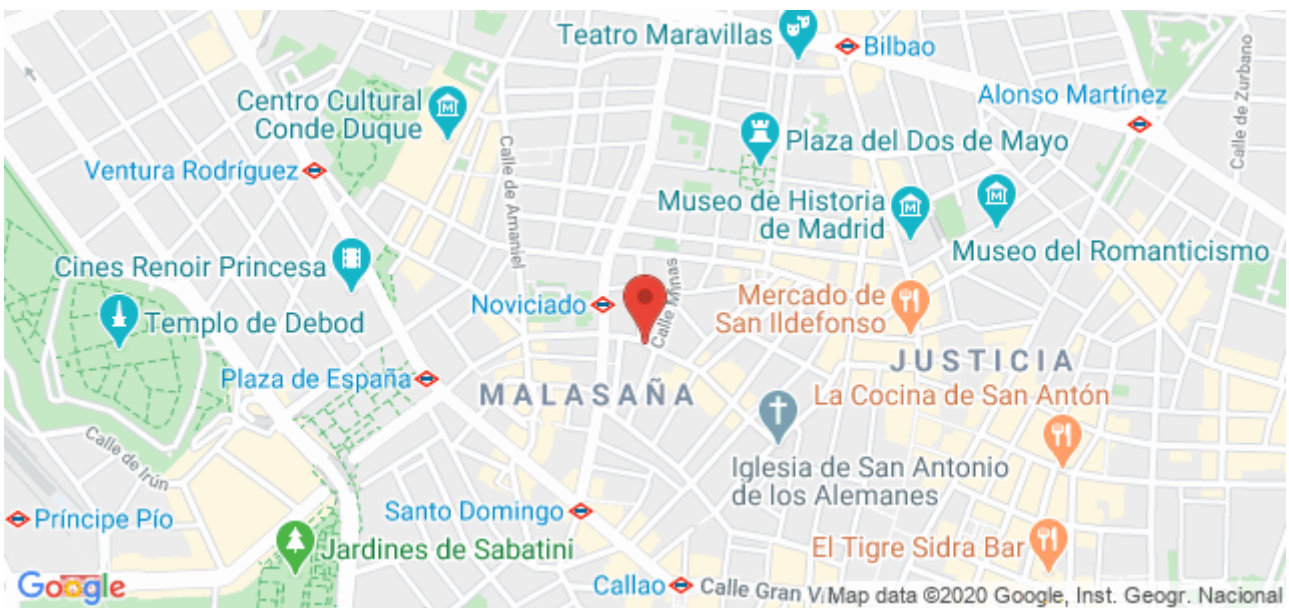 Teatro Maravillas
Bilbao
Centro Cultural
Conde Duque
Alonso Martínez
Calle de Zurbano
Plaza del Dos de Mayo
Calle de Amaniel
Ventura Rodríguez
Museo de Historia
de Madrid
Museo del Romanticismo
Cines Renoir Princesa
Calle Minas
Noviciado
Mercado de
San Ildefonso
Templo de Debod
JUSTICIA
Plaza de España
MALASAÑA
La Cocina de San Antón
Calle de Irún
Iglesia de San Antonio
de los Alemanes
Príncipe Pío
Santo Domingo
Jardines de Sabatini
El Tigre Sidra Bar
Google
Callao
Calle Gran V
Map data ©2020 Google, Inst. Geogr. Nacional